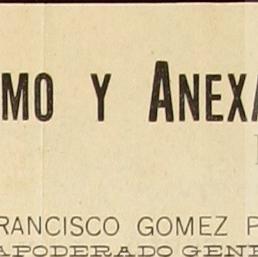 MO Y ANEXA
RANCISCO GOMEZ P
APODERADO GENE